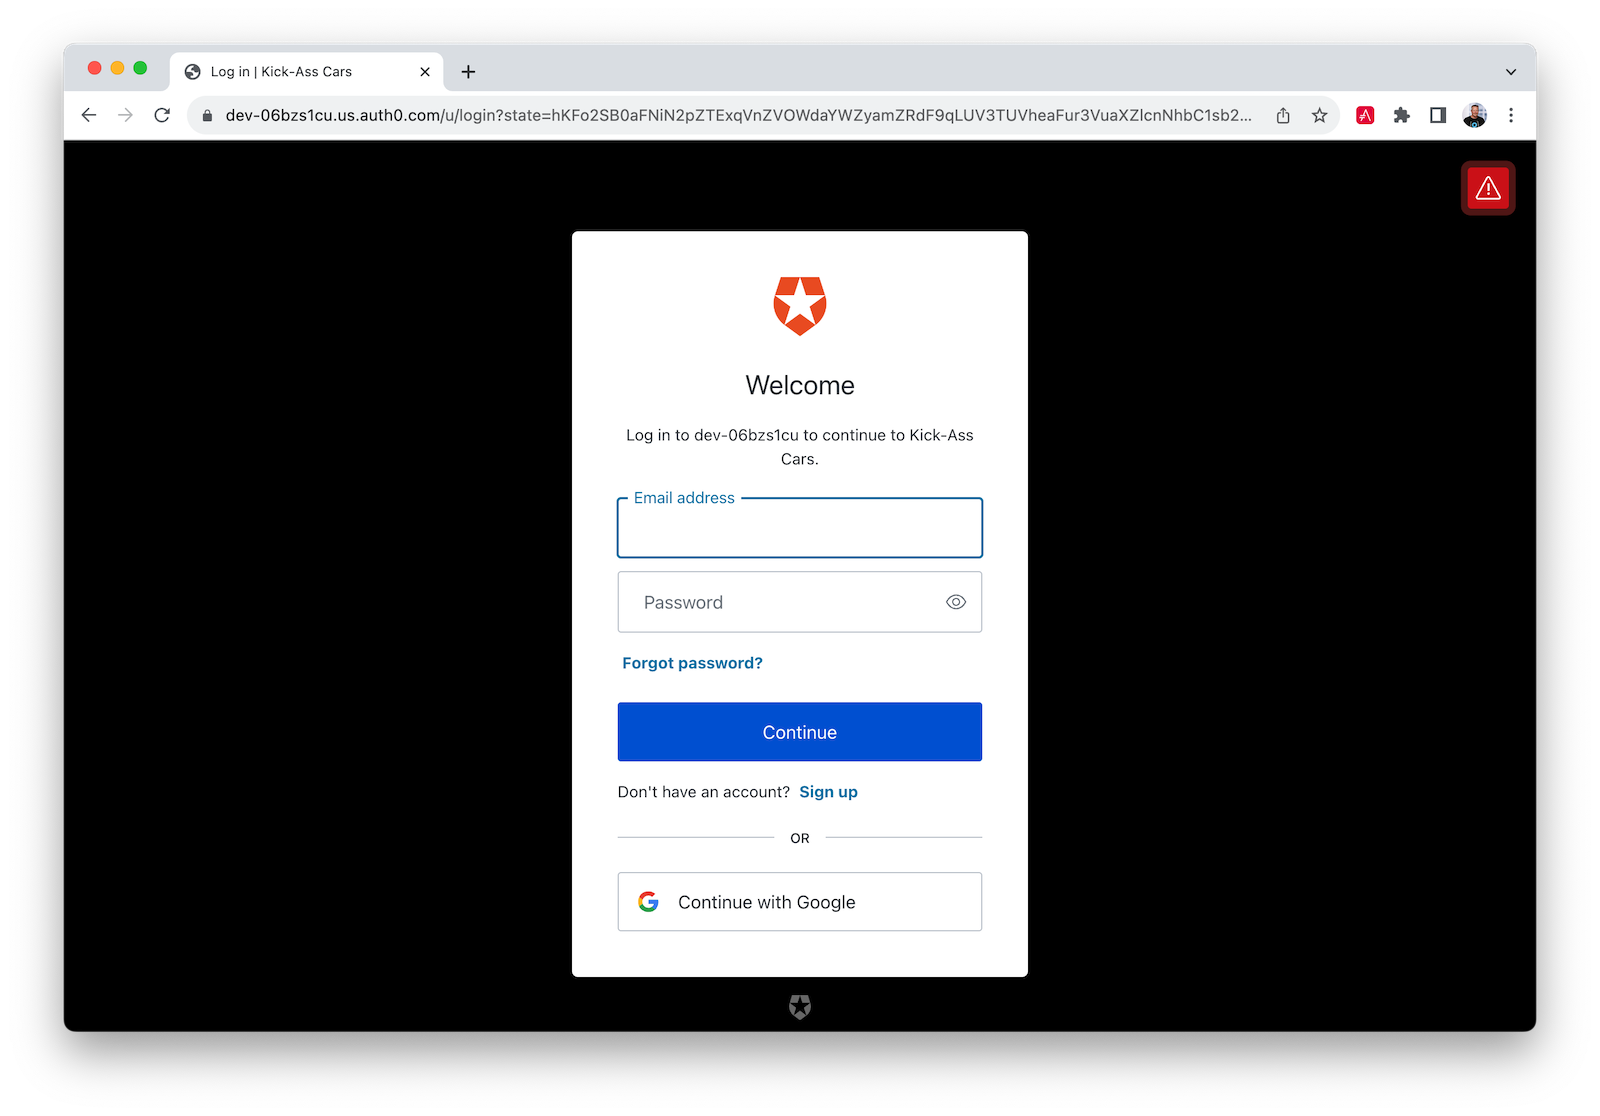 Log in | Kick-Ass Cars
dev-06bzs1cu.us.auth0.com/u/login?state=hKFo2SB0aFNiN2pZTExqVnZVOWdaYWZyamZRdF9qLUV3TUVheaFur3VuaXZlcnNhbC1sb2...
Welcome
Log in to dev-06bzs1cu to continue to Kick-Ass
Cars.
Email address
Password
Forgot password?
Continue
Don't have an account? Sign up
OR
Continue with Google